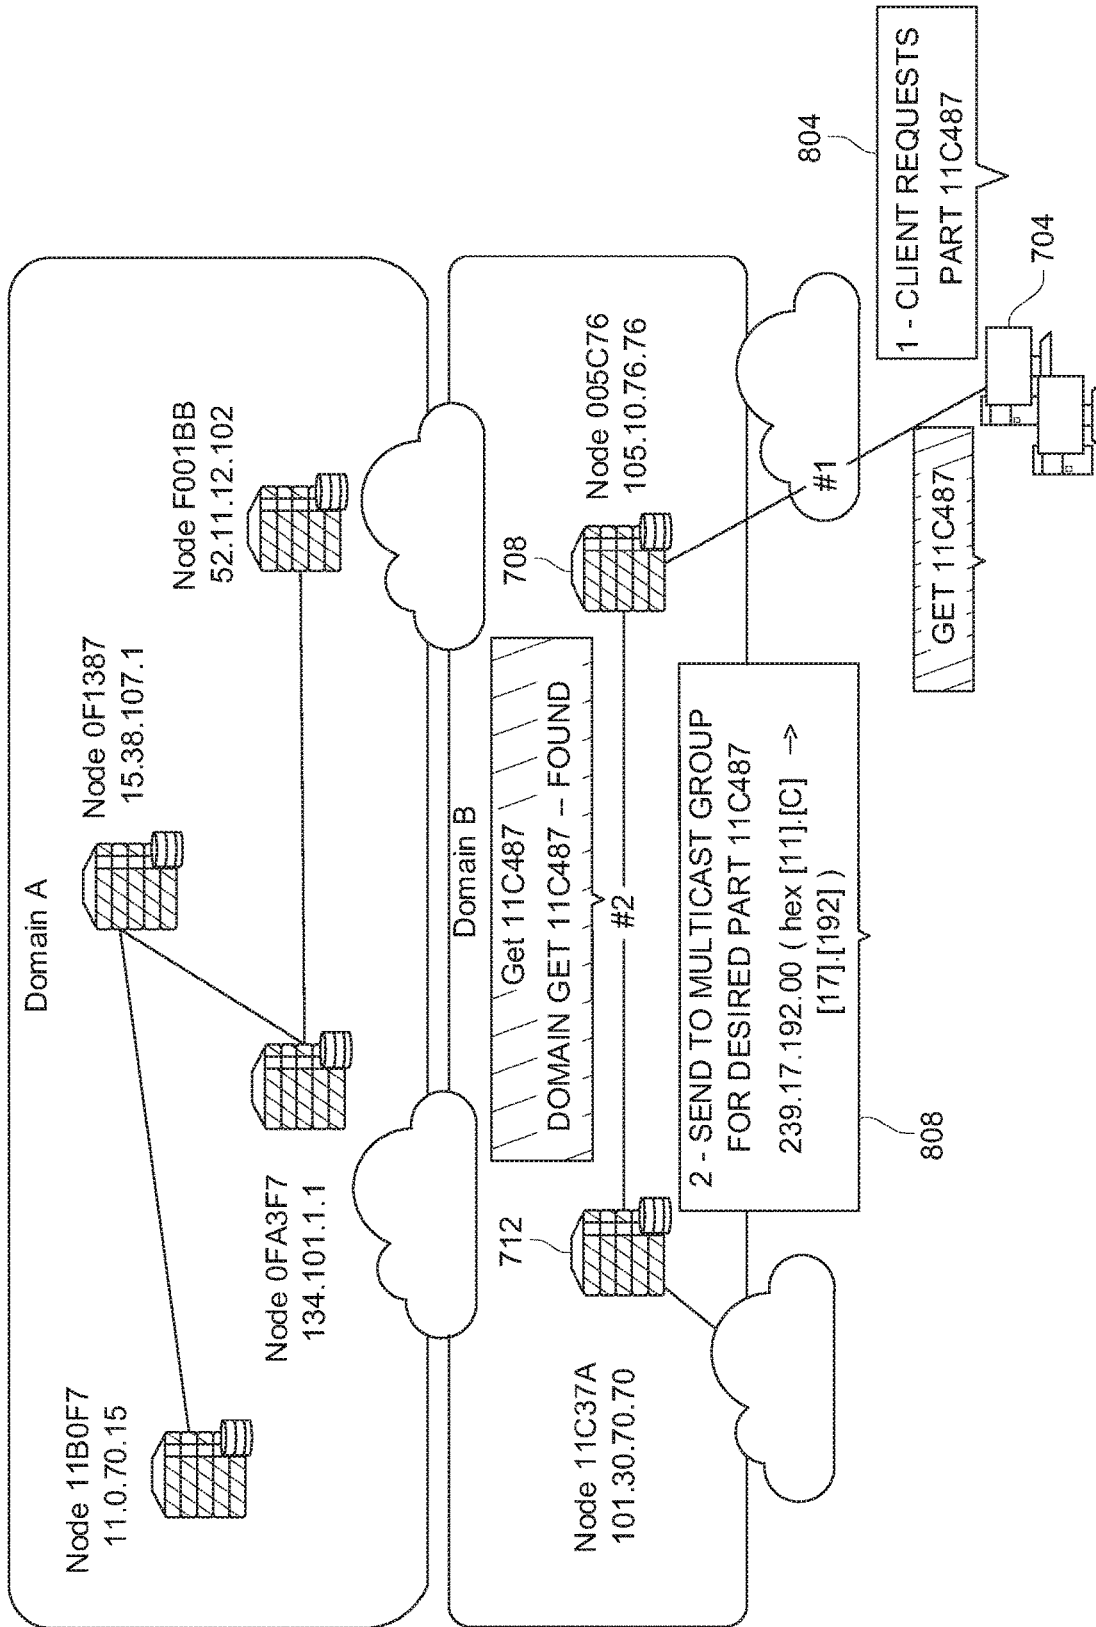 Domain A
Node 11B0F7
11.0.70.15
Node 0F1387
15.38.107.1
Node 0FA3F7
134.101.1.1
Node F001BB
52.11.12.102
Domain B
Get 11C487
DOMAIN GET 11C487 – FOUND
#2
712
Node 11C37A
101.30.70.70
708
Node 005C76
105.10.76.76
2 - SEND TO MULTICAST GROUP
FOR DESIRED PART 11C487
239.17.192.00 ( hex [11].[C] –>
[17].[192] )
808
#1
GET 11C487
1 - CLIENT REQUESTS
PART 11C487
804
704